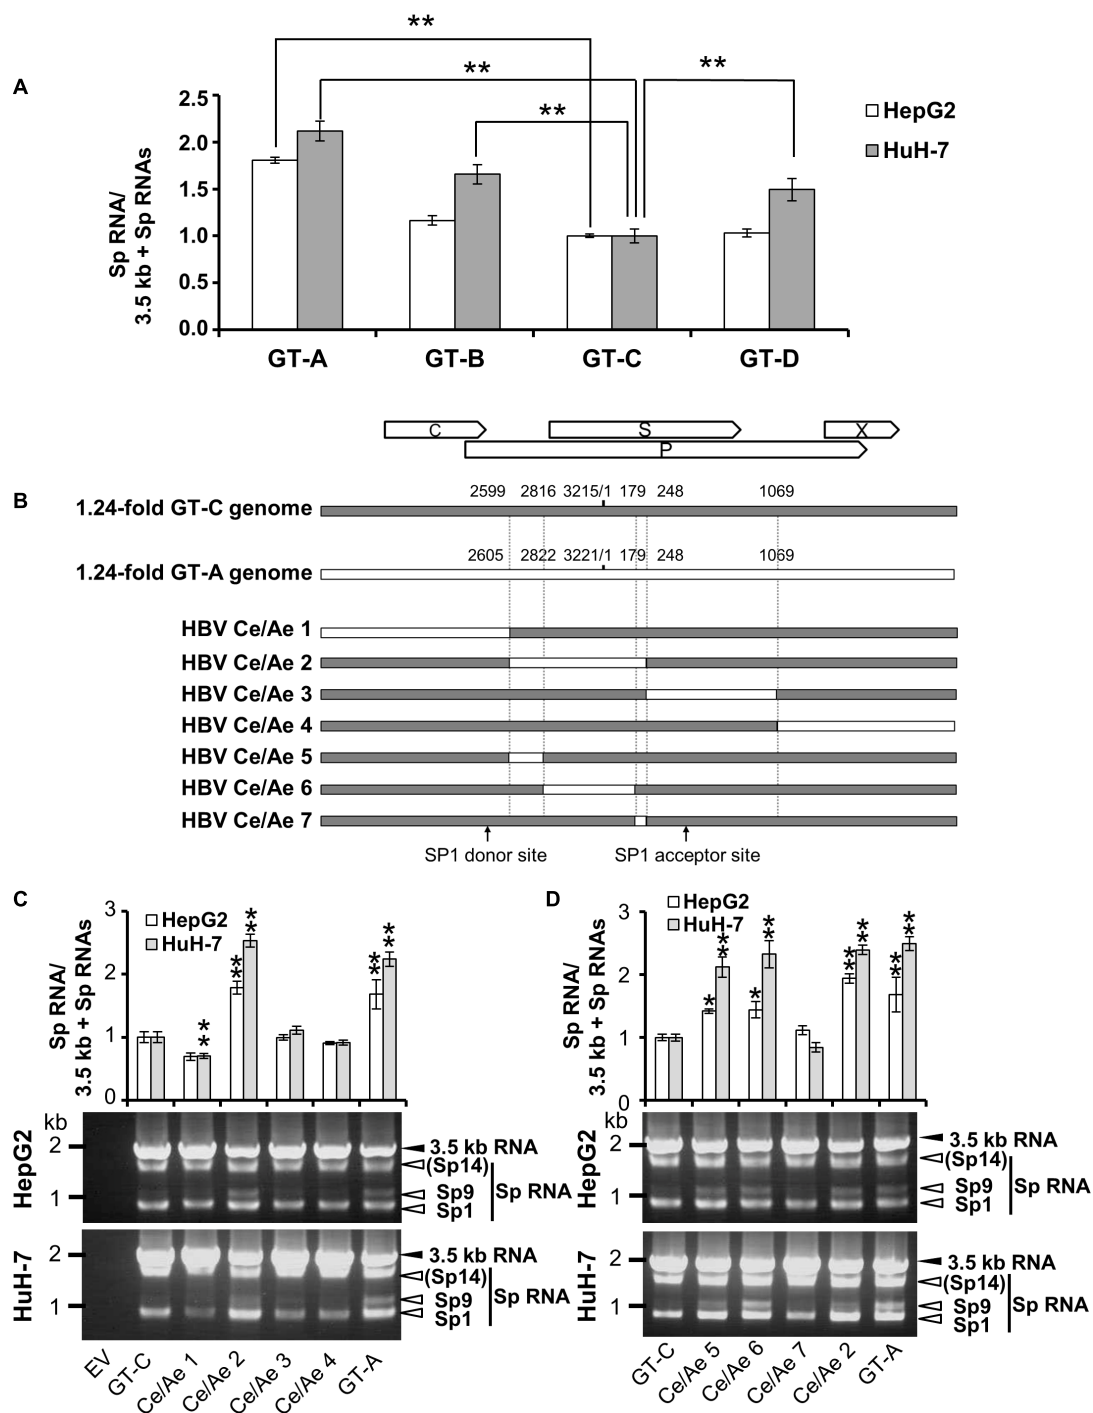 A
**
**
**
**
HepG2
HuH-7
Sp RNA/
3.5 kb + Sp RNAs
2.5
2.0
1.5
1.0
0.5
0.0
GT-A GT-B GT-C GT-D
C S X
P
B
2599 2816 3215/1 179 248 1069
1.24-fold GT-C genome
2605 2822 3221/1 179 248 1069
1.24-fold GT-A genome
HBV Ce/Ae 1
HBV Ce/Ae 2
HBV Ce/Ae 3
HBV Ce/Ae 4
HBV Ce/Ae 5
HBV Ce/Ae 6
HBV Ce/Ae 7
SP1 donor site SP1 acceptor site
C
Sp RNA/
3.5 kb + Sp RNAs
3
2
1
0
HepG2
HuH-7
**
**
**
**
**
kb
HepG2
2
1
3.5 kb RNA
(Sp14)
Sp9
Sp1
Sp RNA
HuH-7
2
1
3.5 kb RNA
(Sp14)
Sp9
Sp1
Sp RNA
EV GT-C Ce/Ae 1 Ce/Ae 2 Ce/Ae 3 Ce/Ae 4 GT-A
D
Sp RNA/
3.5 kb + Sp RNAs
3
2
1
0
HepG2
HuH-7
*
**
*
**
**
**
**
**
kb
HepG2
2
1
3.5 kb RNA
(Sp14)
Sp9
Sp1
Sp RNA
HuH-7
2
1
3.5 kb RNA
(Sp14)
Sp9
Sp1
Sp RNA
GT-C Ce/Ae 5 Ce/Ae 6 Ce/Ae 7 Ce/Ae 2 GT-A